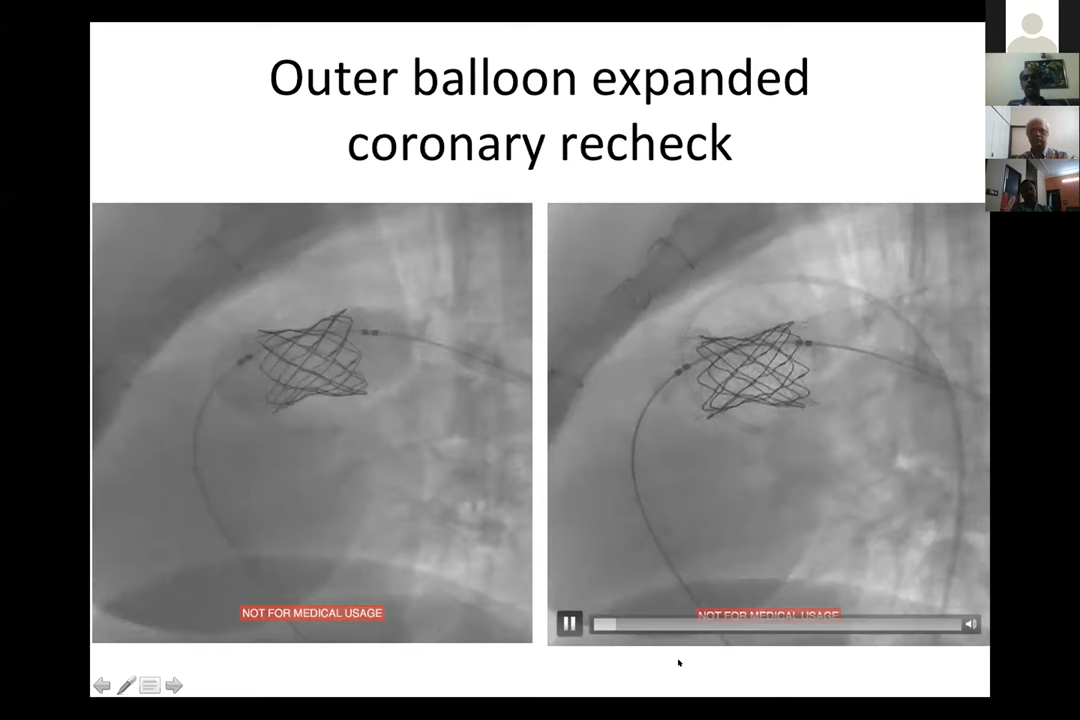 Outer balloon expanded
coronary recheck
NOT FOR MEDICAL USAGE
NOT FOR MEDICAL USAGE